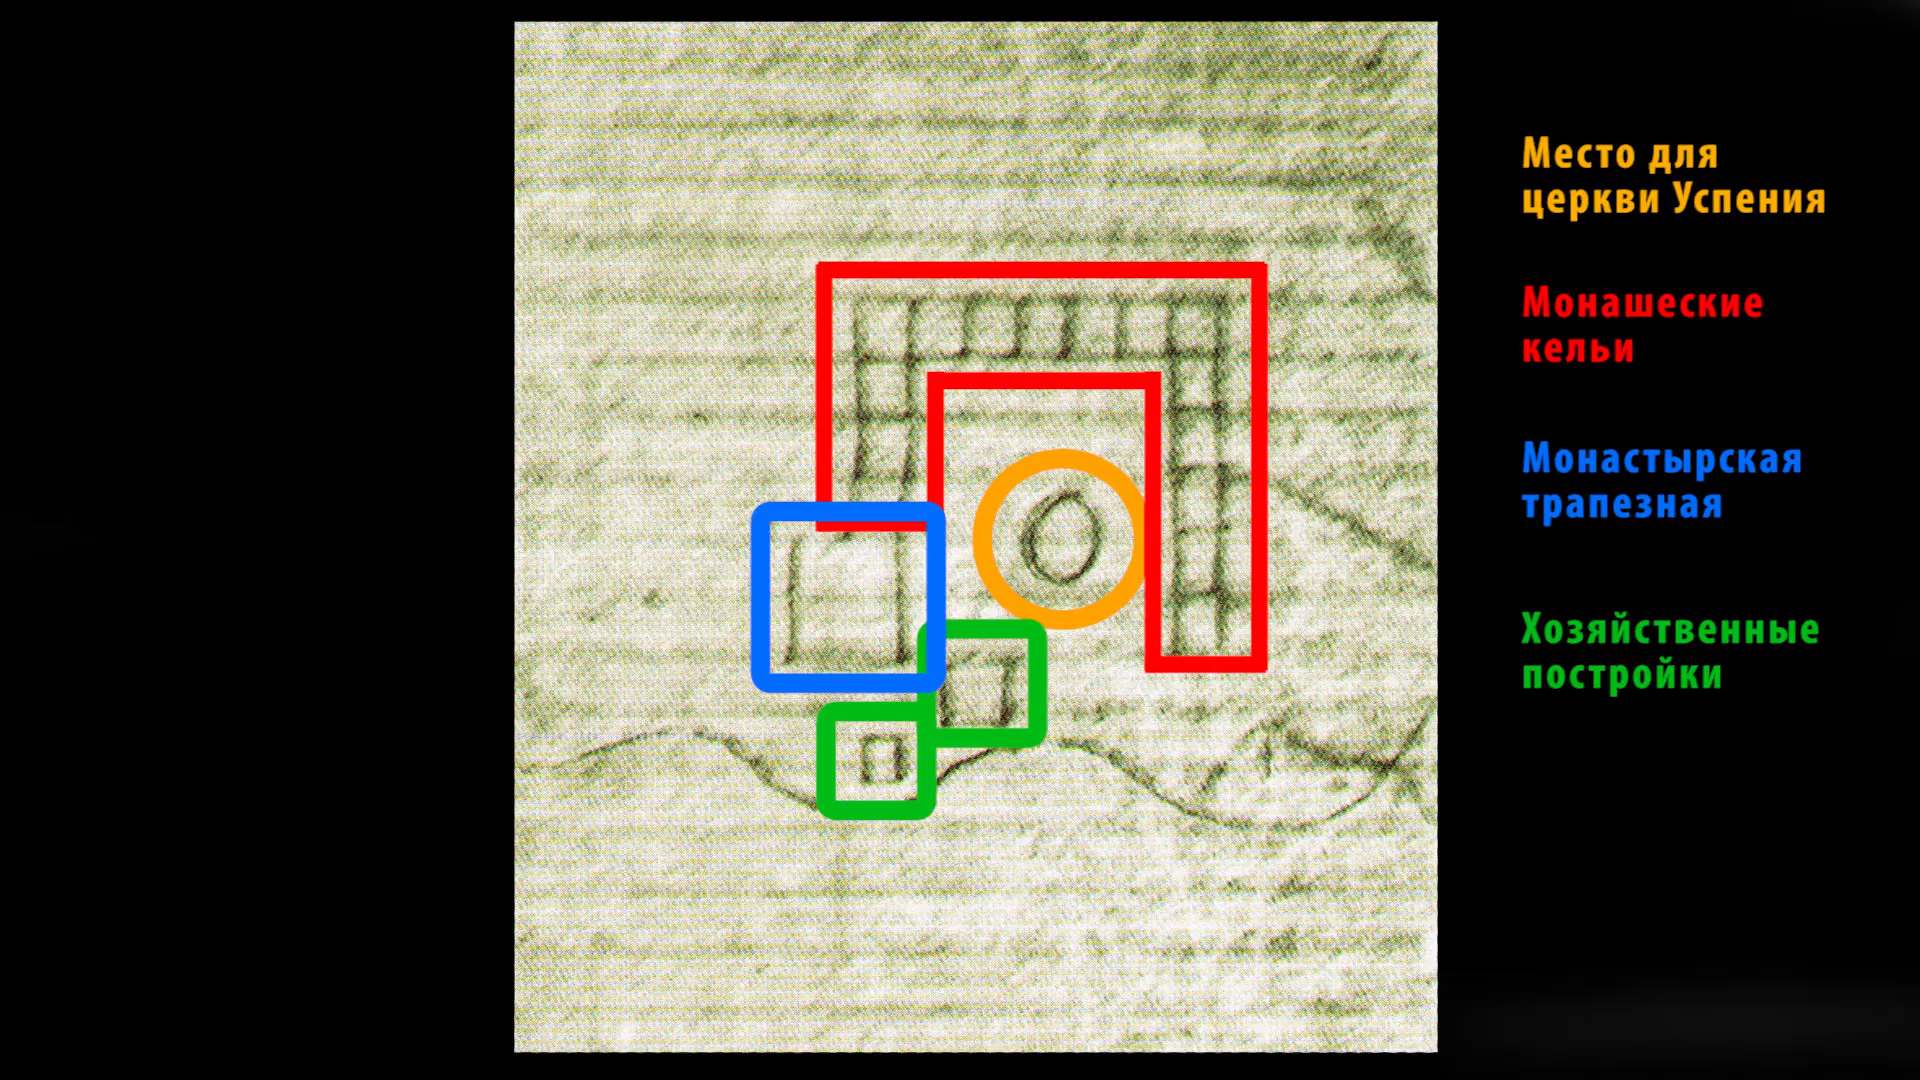 Место для
церкви Успения
Монашеские
кельи
Монастырская
трапезная
Хозяйственные
постройки